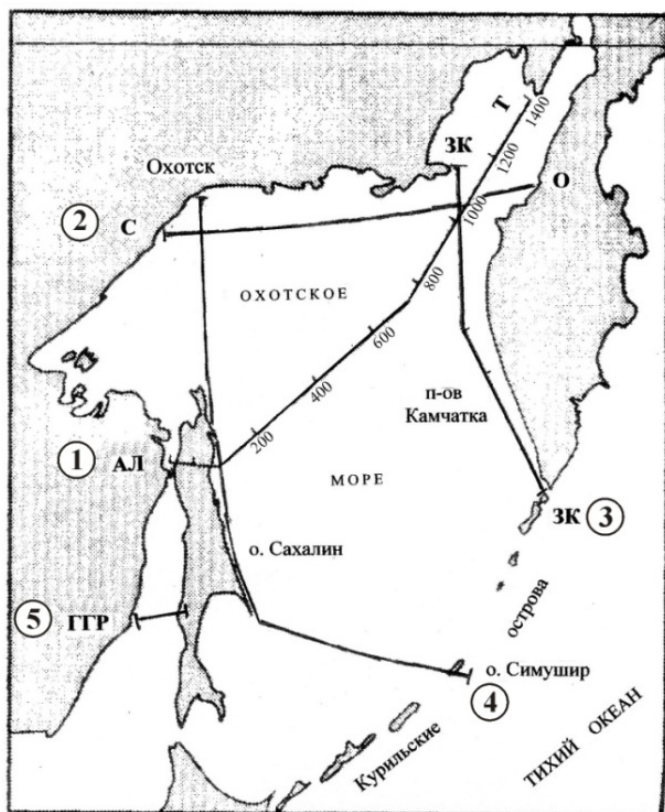 ЗК
Т
1400
1200
1000
800
600
400
200
Охотск
О
2
С
ОХОТСКОЕ
п-ов
Камчатка
1
АЛ
МОРЕ
ЗК
3
о. Сахалин
острова
5
ГГР
о. Симушир
4
Курильские
ТИХИЙ ОКЕАН